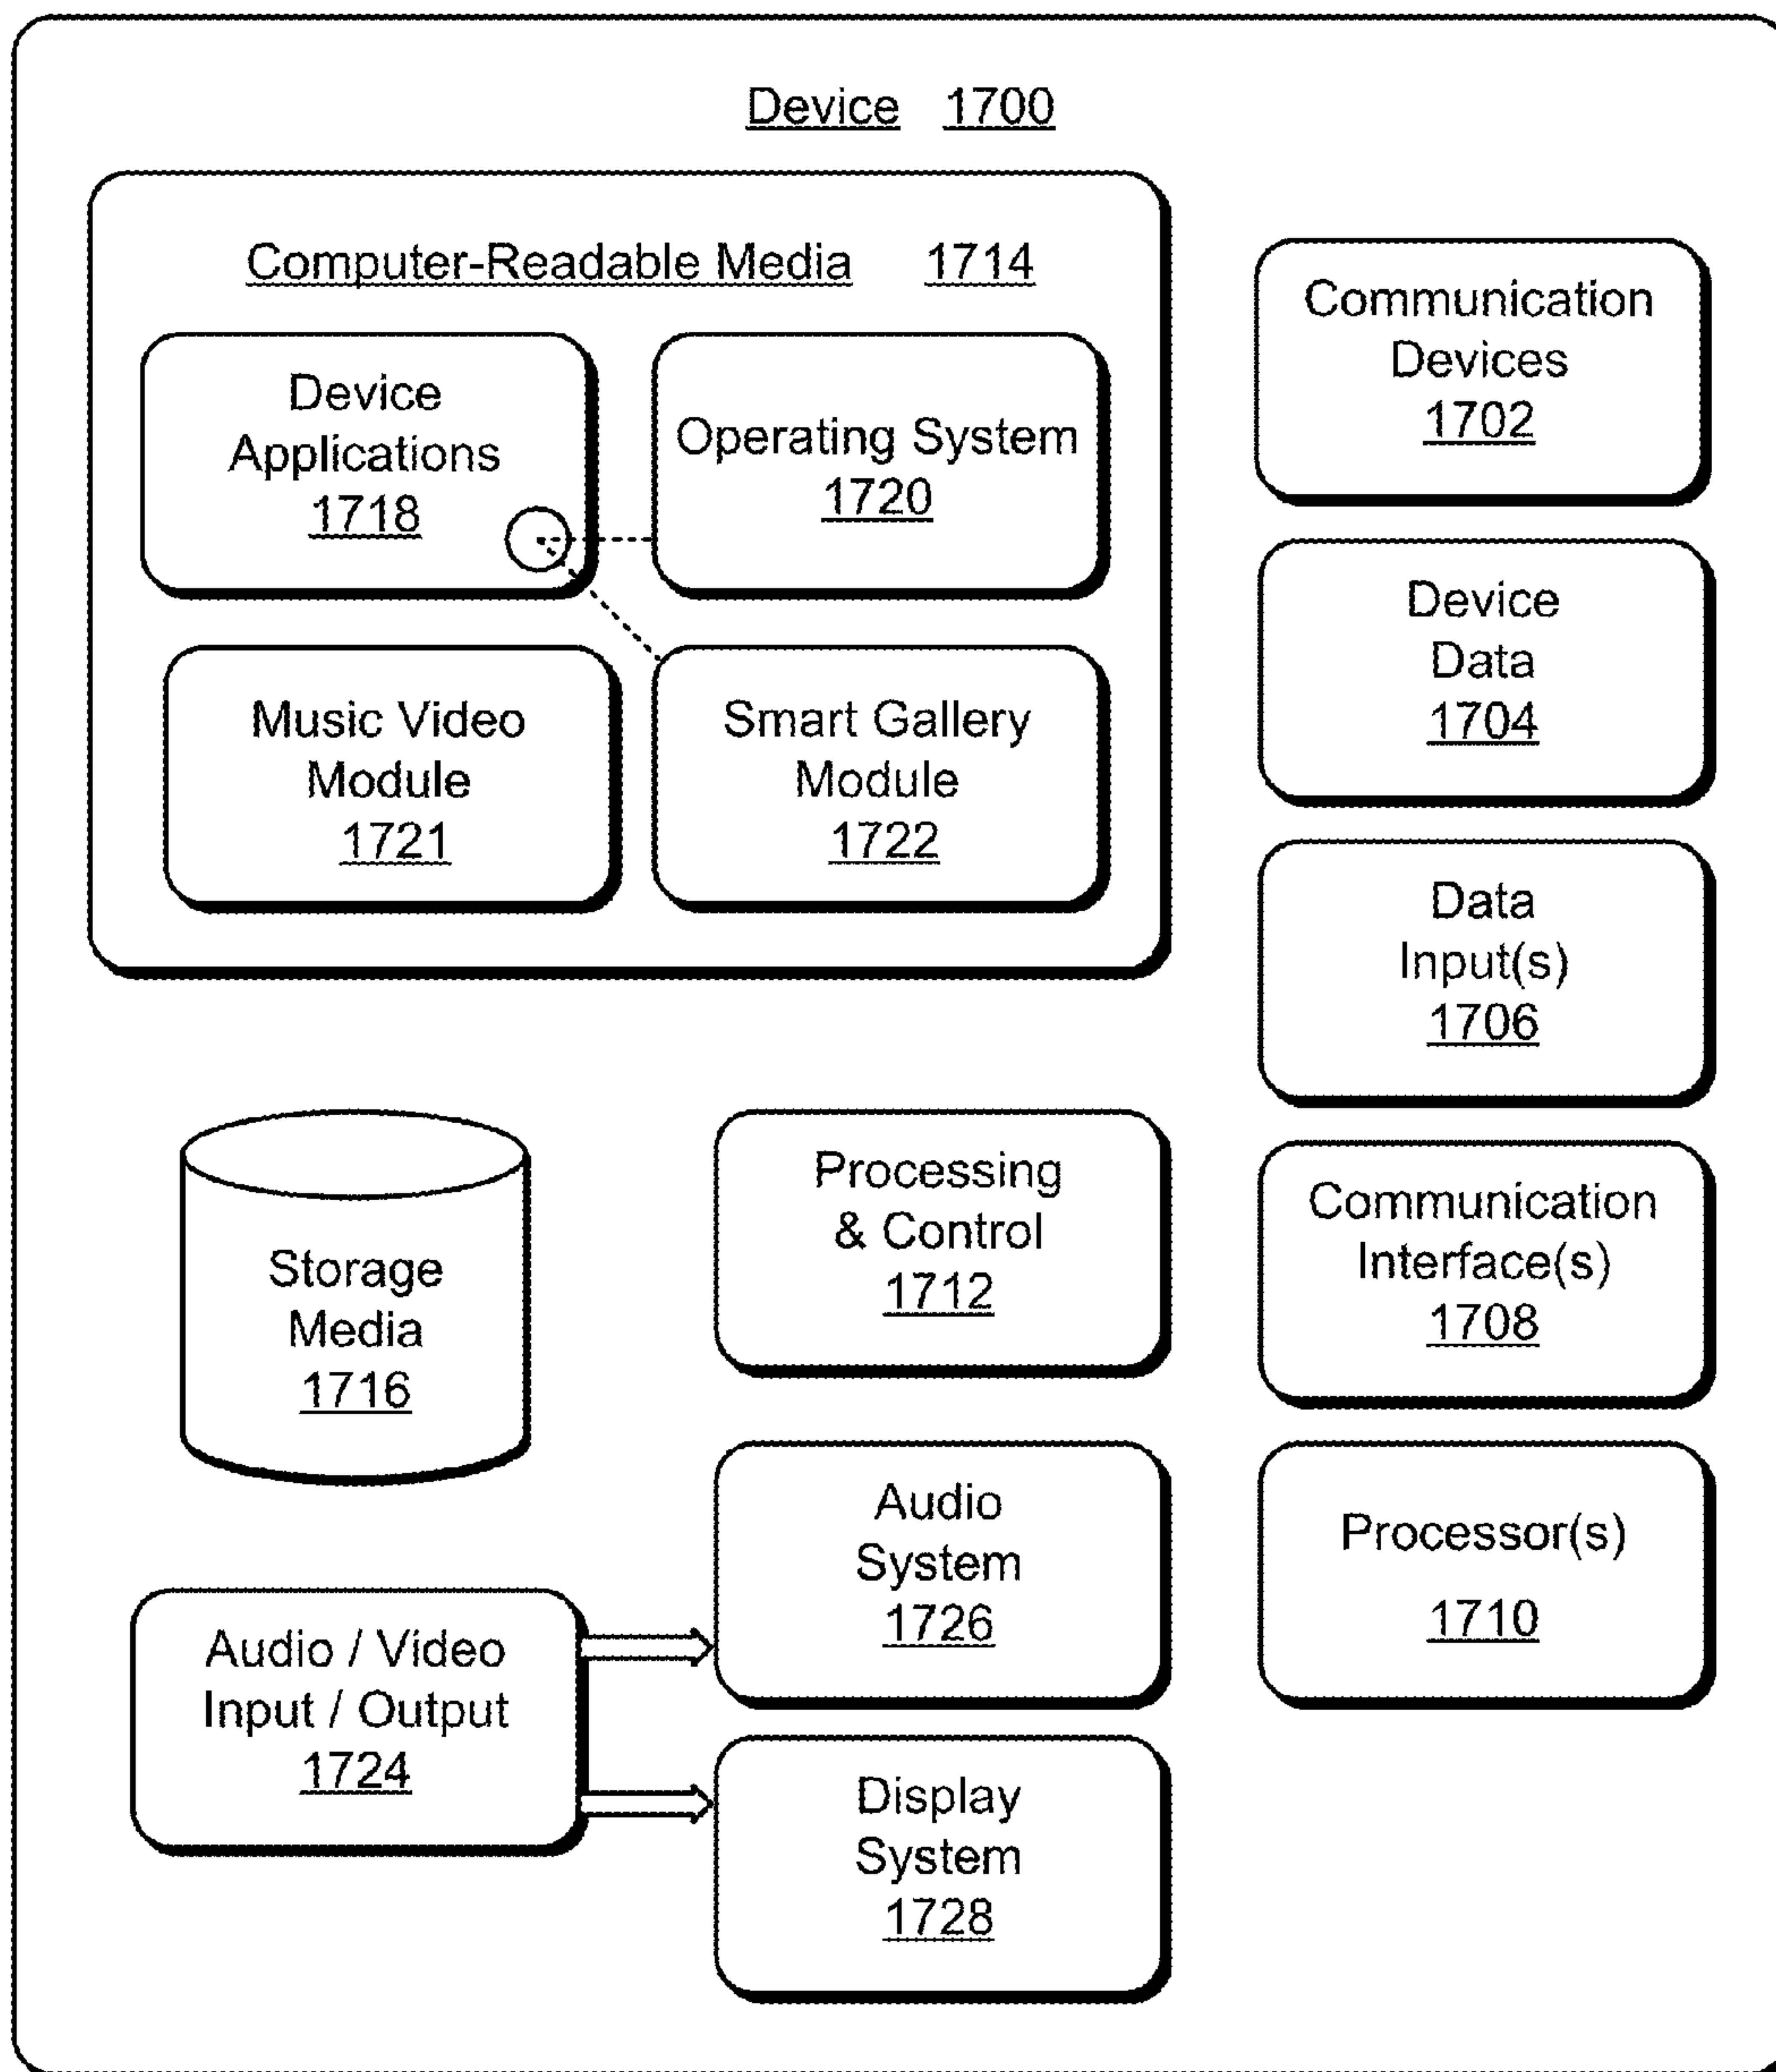 Device 1700
Computer-Readable Media 1714
Device
Applications
1718
Operating System
1720
Music Video
Module
1721
Smart Gallery
Module
1722
Communication
Devices
1702
Device
Data
1704
Data
Input(s)
1706
Communication
Interface(s)
1708
Processor(s)
1710
Storage
Media
1716
Processing
& Control
1712
Audio / Video
Input / Output
1724
Audio
System
1726
Display
System
1728